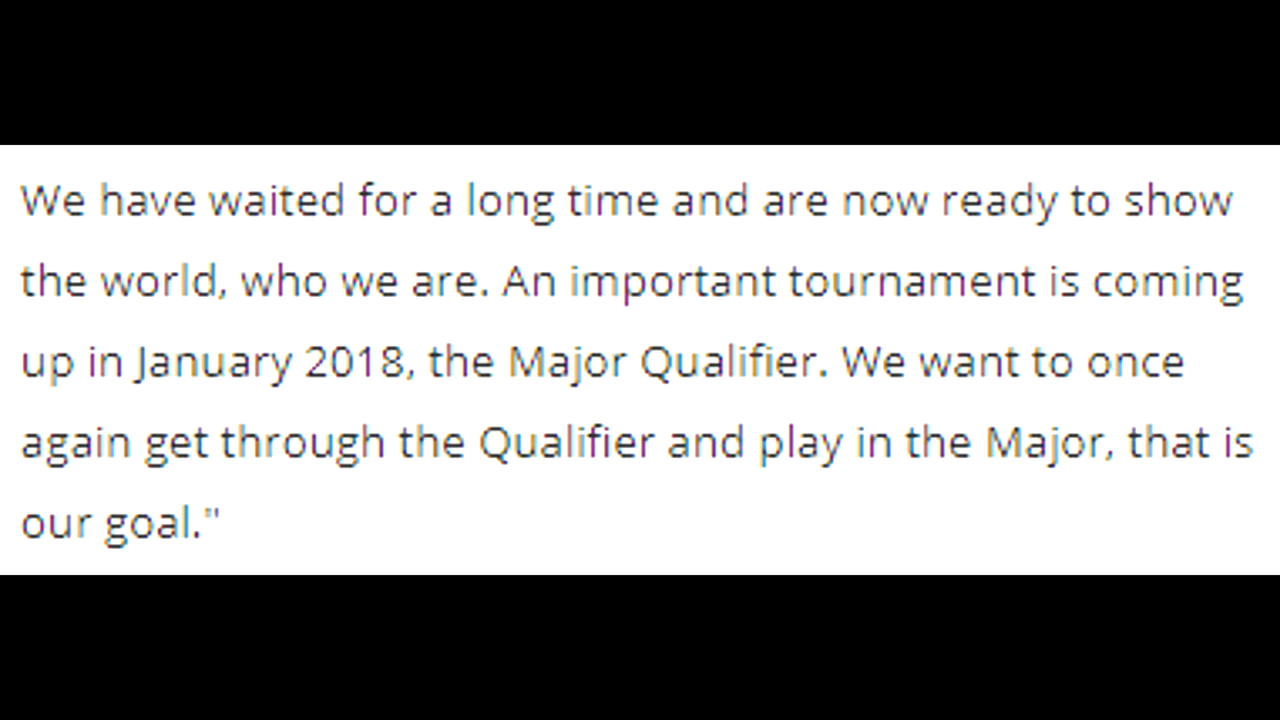 We have waited for a long time and are now ready to show
the world, who we are. An important tournament is coming
up in January 2018, the Major Qualifier. We want to once
again get through the Qualifier and play in the Major, that is
our goal."